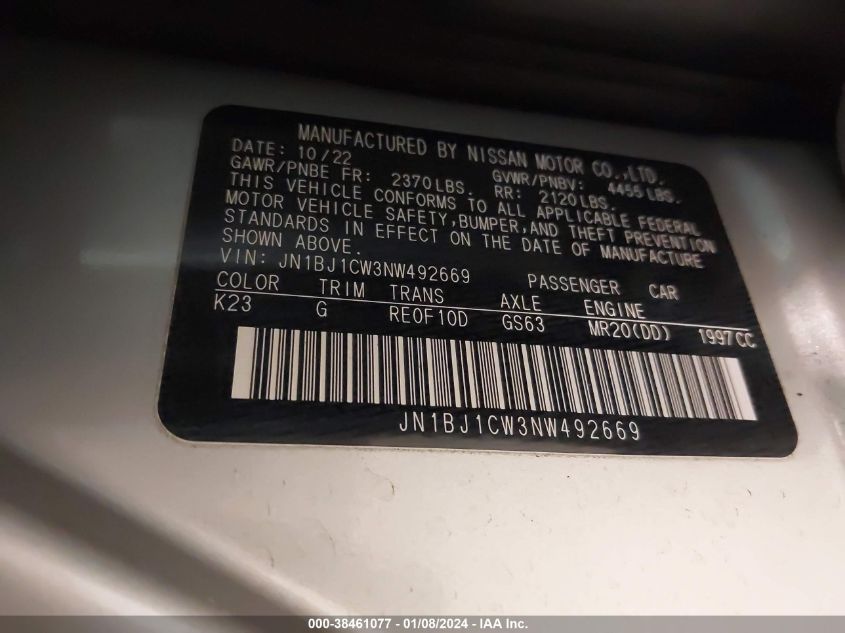 MANUFACTURED BY NISSAN MOTOR CO.,LTD.
DATE: 10/22 GVWR/PNBV: 4455 LBS.
GAWR/PNBE FR: 2370 LBS. RR: 2120 LBS.
THIS VEHICLE CONFORMS TO ALL APPLICABLE FEDERAL
MOTOR VEHICLE SAFETY,BUMPER,AND THEFT PREVENTION
STANDARDS IN EFFECT ON THE DATE OF MANUFACTURE
SHOWN ABOVE.
VIN: JN1BJ1CW3NW492669 PASSENGER CAR
COLOR TRIM TRANS AXLE ENGINE
K23 G RE0F10D GS63 MR20(DD) 1997 CC
JN1BJ1CW3NW492669
000-38461077 - 01/08/2024 - IAA Inc.